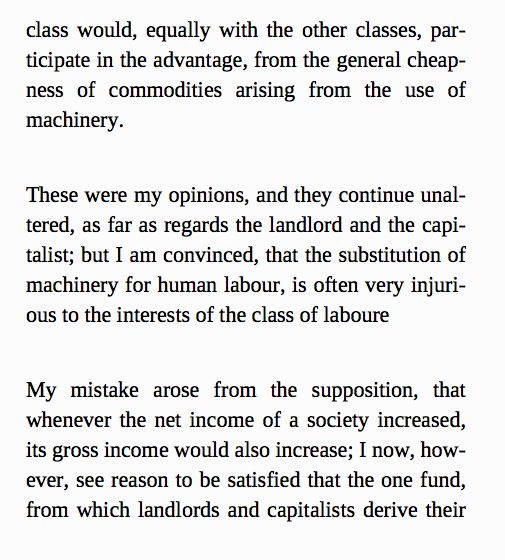 class would, equally with the other classes, par-
ticipate in the advantage, from the general cheap-
ness of commodities arising from the use of
machinery.
These were my opinions, and they continue unal-
tered, as far as regards the landlord and the capi-
talist; but I am convinced, that the substitution of
machinery for human labour, is often very injuri-
ous to the interests of the class of laboure
My mistake arose from the supposition, that
whenever the net income of a society increased,
its gross income would also increase; I now, how-
ever, see reason to be satisfied that the one fund,
from which landlords and capitalists derive their